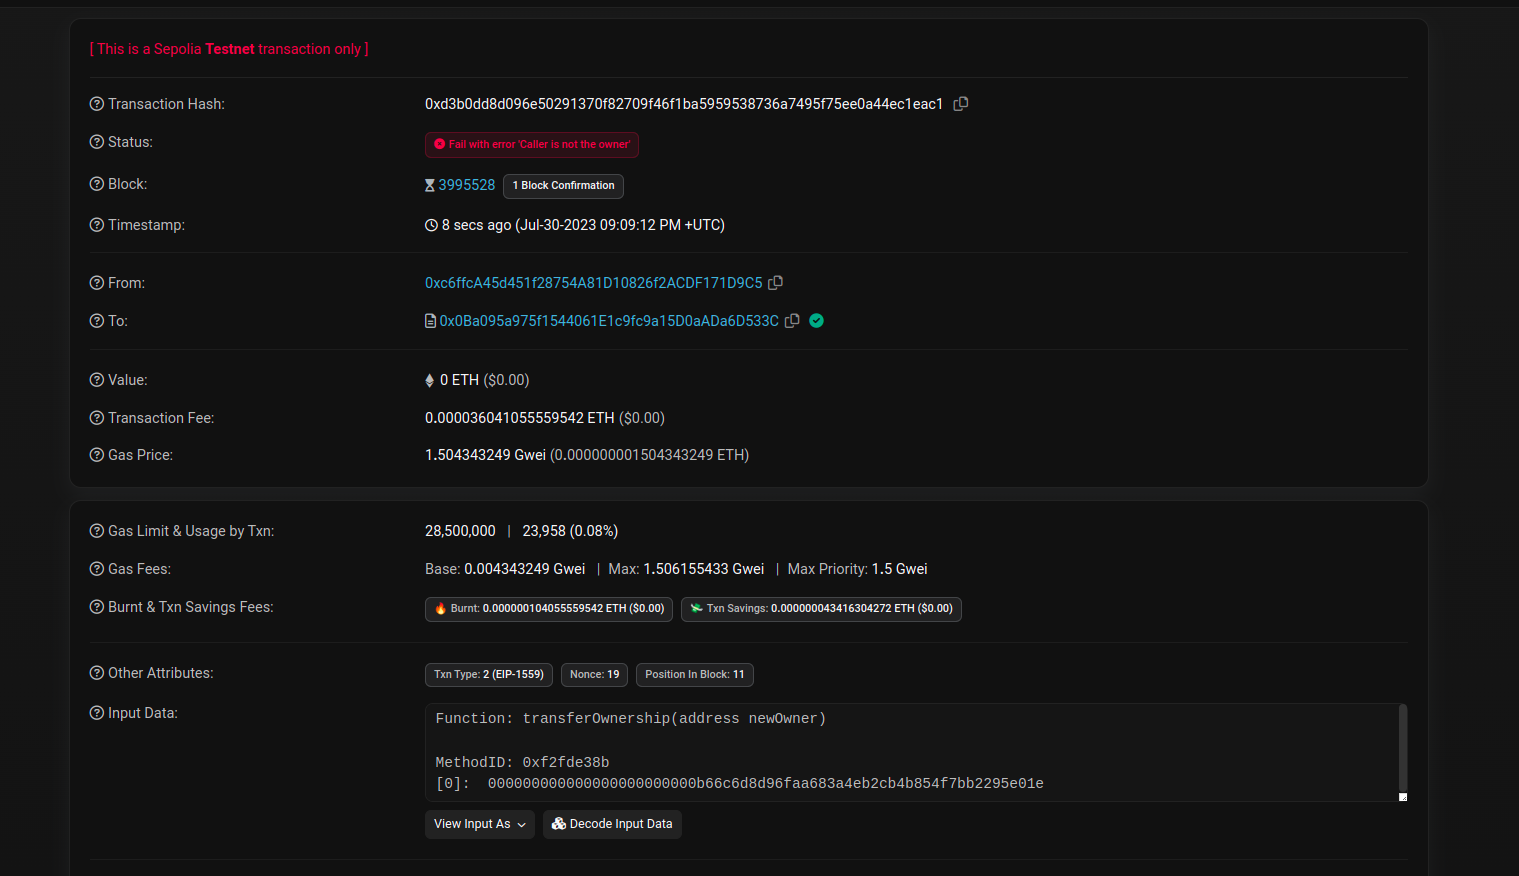 [ This is a Sepolia Testnet transaction only ]
Transaction Hash: 0xd3b0dd8d096e50291370f82709f46f1ba5959538736a7495f75ee0a44ec1eac1
Status: Fail with error 'Caller is not the owner'
Block: 3995528 1 Block Confirmation
Timestamp: 8 secs ago (Jul-30-2023 09:09:12 PM +UTC)
From: 0xc6ffcA45d451f28754A81D10826f2ACDF171D9C5
To: 0x0Ba095a975f1544061E1c9fc9a15D0aADa6D533C
Value: 0 ETH ($0.00)
Transaction Fee: 0.000036041055559542 ETH ($0.00)
Gas Price: 1.504343249 Gwei (0.000000001504343249 ETH)
Gas Limit & Usage by Txn: 28,500,000 | 23,958 (0.08%)
Gas Fees: Base: 0.004343249 Gwei | Max: 1.506155433 Gwei | Max Priority: 1.5 Gwei
Burnt & Txn Savings Fees: Burnt: 0.000000104055559542 ETH ($0.00) Txn Savings: 0.000000043416304272 ETH ($0.00)
Other Attributes: Txn Type: 2 (EIP-1559) Nonce: 19 Position In Block: 11
Input Data: Function: transferOwnership(address newOwner)
MethodID: 0xf2fde38b
[0]: 000000000000000000000000b66c6d8d96faa683a4eb2cb4b854f7bb2295e01e
View Input As Decode Input Data